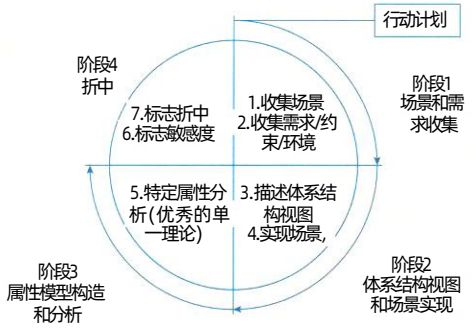 行动计划
阶段4
折中
阶段1
场景和需
求收集
7.标志折中
6.标志敏感度
1.收集场景
2.收集需求/约
束/环境
5.特定属性分
析(优秀的单
一理论)
3.描述体系结
构视图
4.实现场景,
阶段3
属性模型构造
和分析
阶段2
体系结构视图
和场景实现